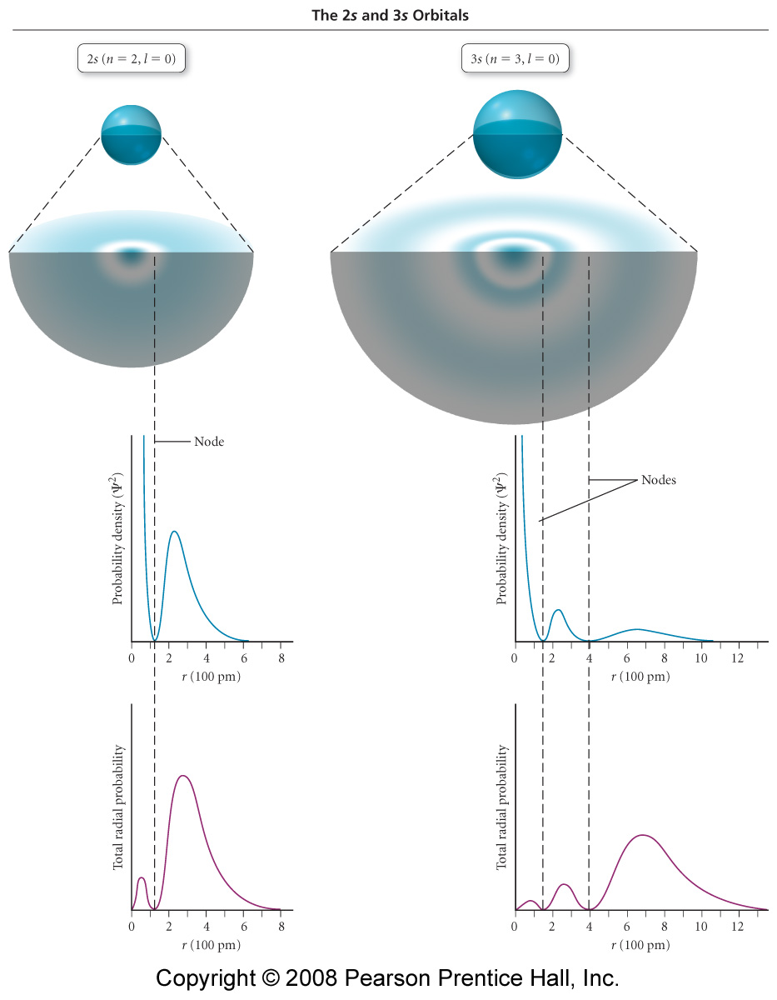 The 2s and 3s Orbitals
2s (n = 2, l = 0)
3s (n = 3, l = 0)
Node
Probability density (Ψ²)
0 2 4 6 8
r (100 pm)
Nodes
Probability density (Ψ²)
0 2 4 6 8 10 12
r (100 pm)
Total radial probability
0 2 4 6 8
r (100 pm)
Total radial probability
0 2 4 6 8 10 12
r (100 pm)
Copyright © 2008 Pearson Prentice Hall, Inc.